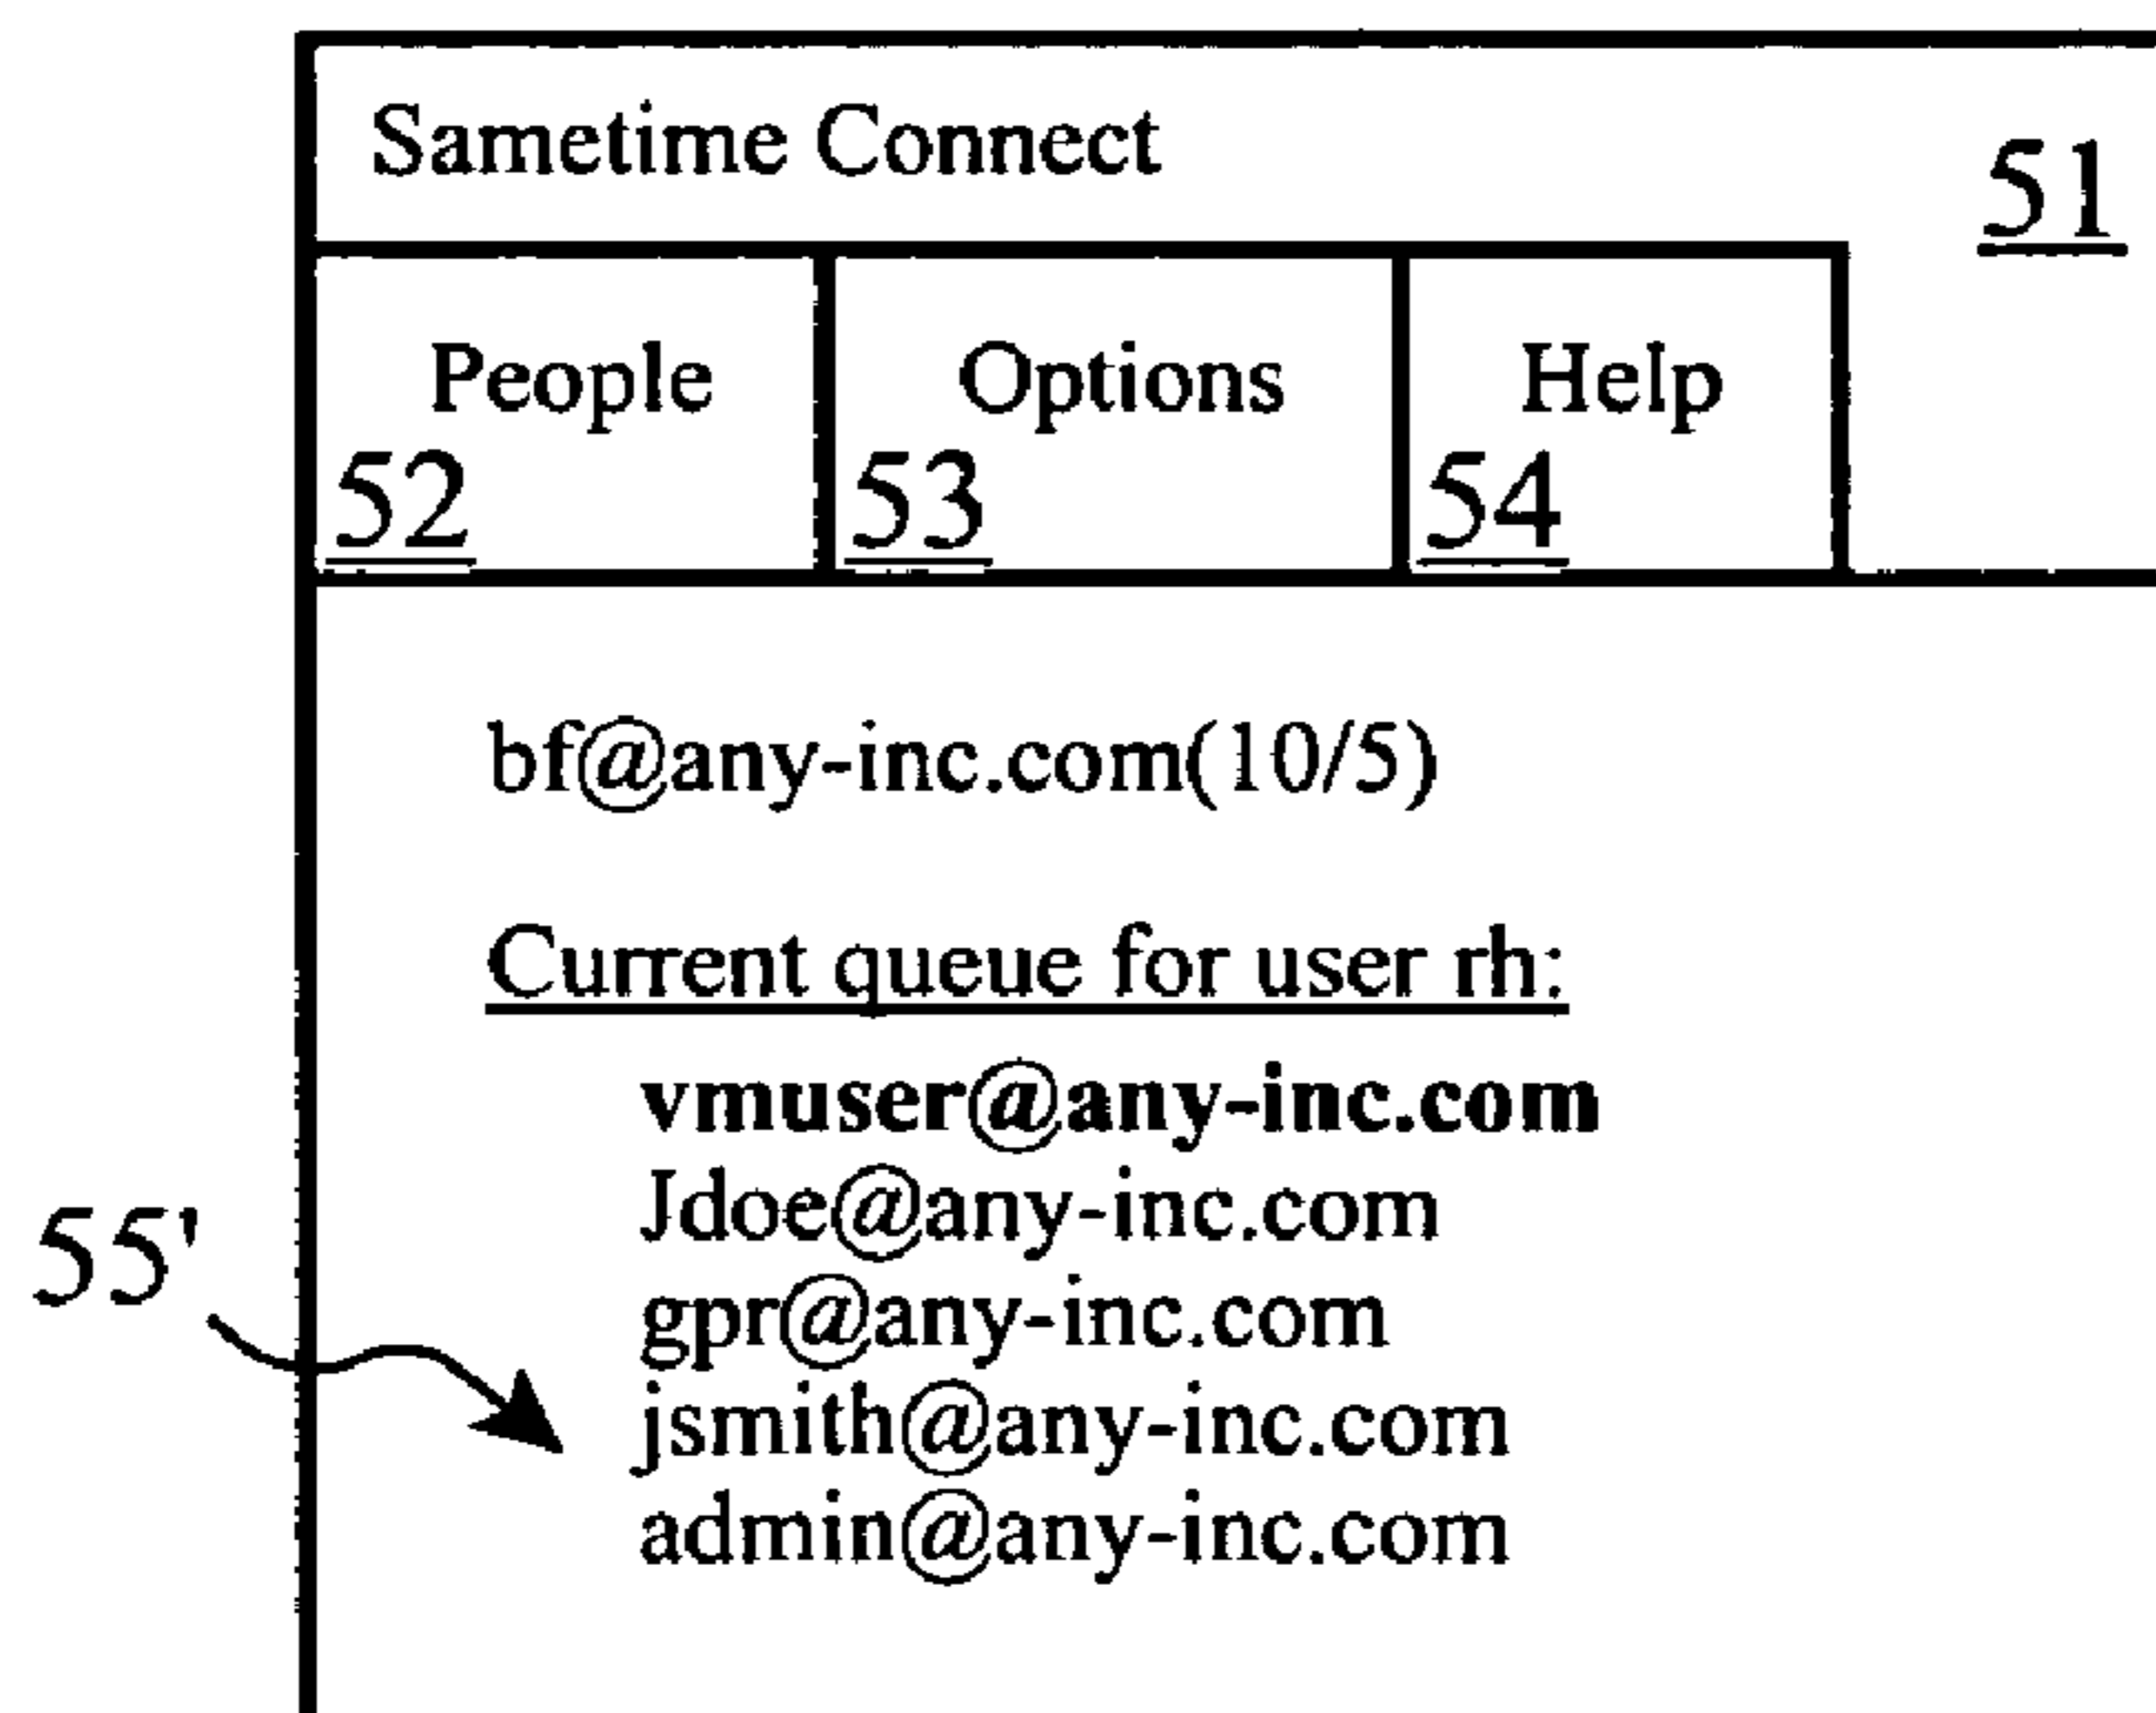 Sametime Connect
51
People Options Help
52 53 54
bf@any-inc.com(10/5)
Current queue for user rh:
vmuser@any-inc.com
Jdoe@any-inc.com
55'
gpr@any-inc.com
jsmith@any-inc.com
admin@any-inc.com